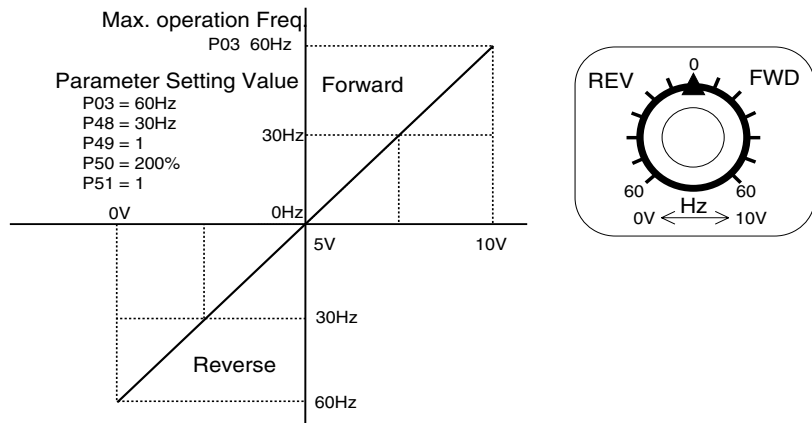 Max. operation Freq.
P03 60Hz
Parameter Setting Value
P03 = 60Hz
P48 = 30Hz
P49 = 1
P50 = 200%
P51 = 1
Forward
30Hz
0V
0Hz
5V
10V
30Hz
Reverse
60Hz
0
REV
FWD
60
60
Hz
0V
10V